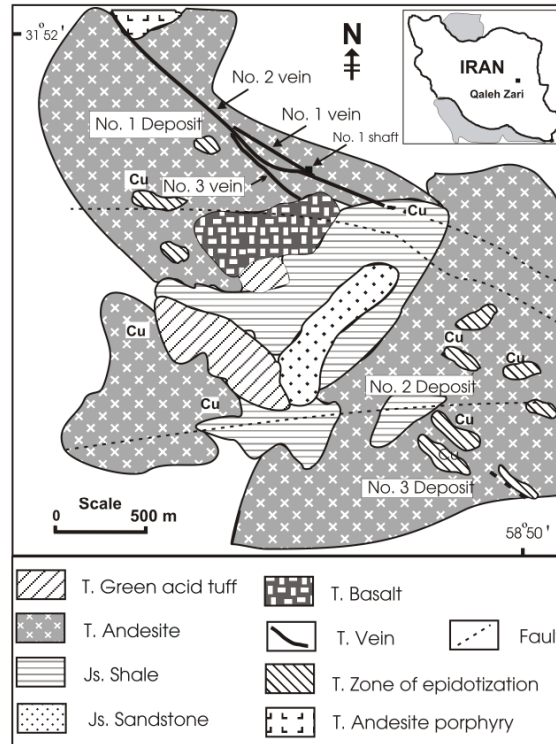 31°52'
N
IRAN
Qaleh Zari
No. 2 vein
No. 1 vein
No. 1 Deposit
No. 1 shaft
Cu
No. 3 vein
Cu
Cu
Cu
Cu
No. 2 Deposit
Cu
Cu
Cu
No. 3 Deposit
Scale
0 500 m
58°50'
T. Green acid tuff
T. Basalt
T. Andesite
T. Vein
Faul
Js. Shale
T. Zone of epidotization
Js. Sandstone
T. Andesite porphyry